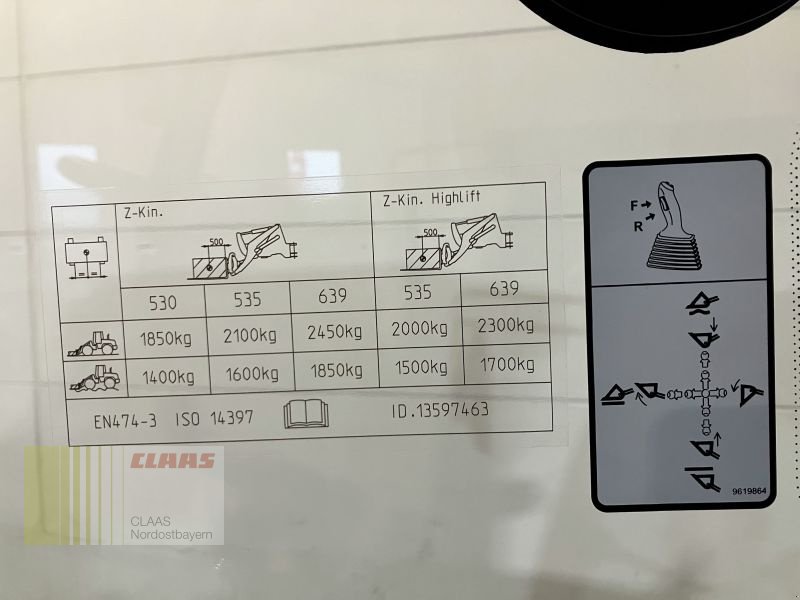 Z-Kin.
Z-Kin. Highlift
500
500
530 535 639 535 639
1850kg 2100kg 2450kg 2000kg 2300kg
1400kg 1600kg 1850kg 1500kg 1700kg
EN474-3 ISO 14397 ID.13597463
F
R
9619864
CLAAS
CLAAS
Nordostbayern